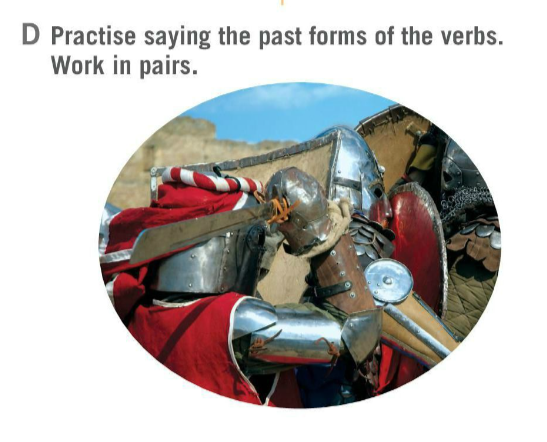 D Practise saying the past forms of the verbs.
Work in pairs.